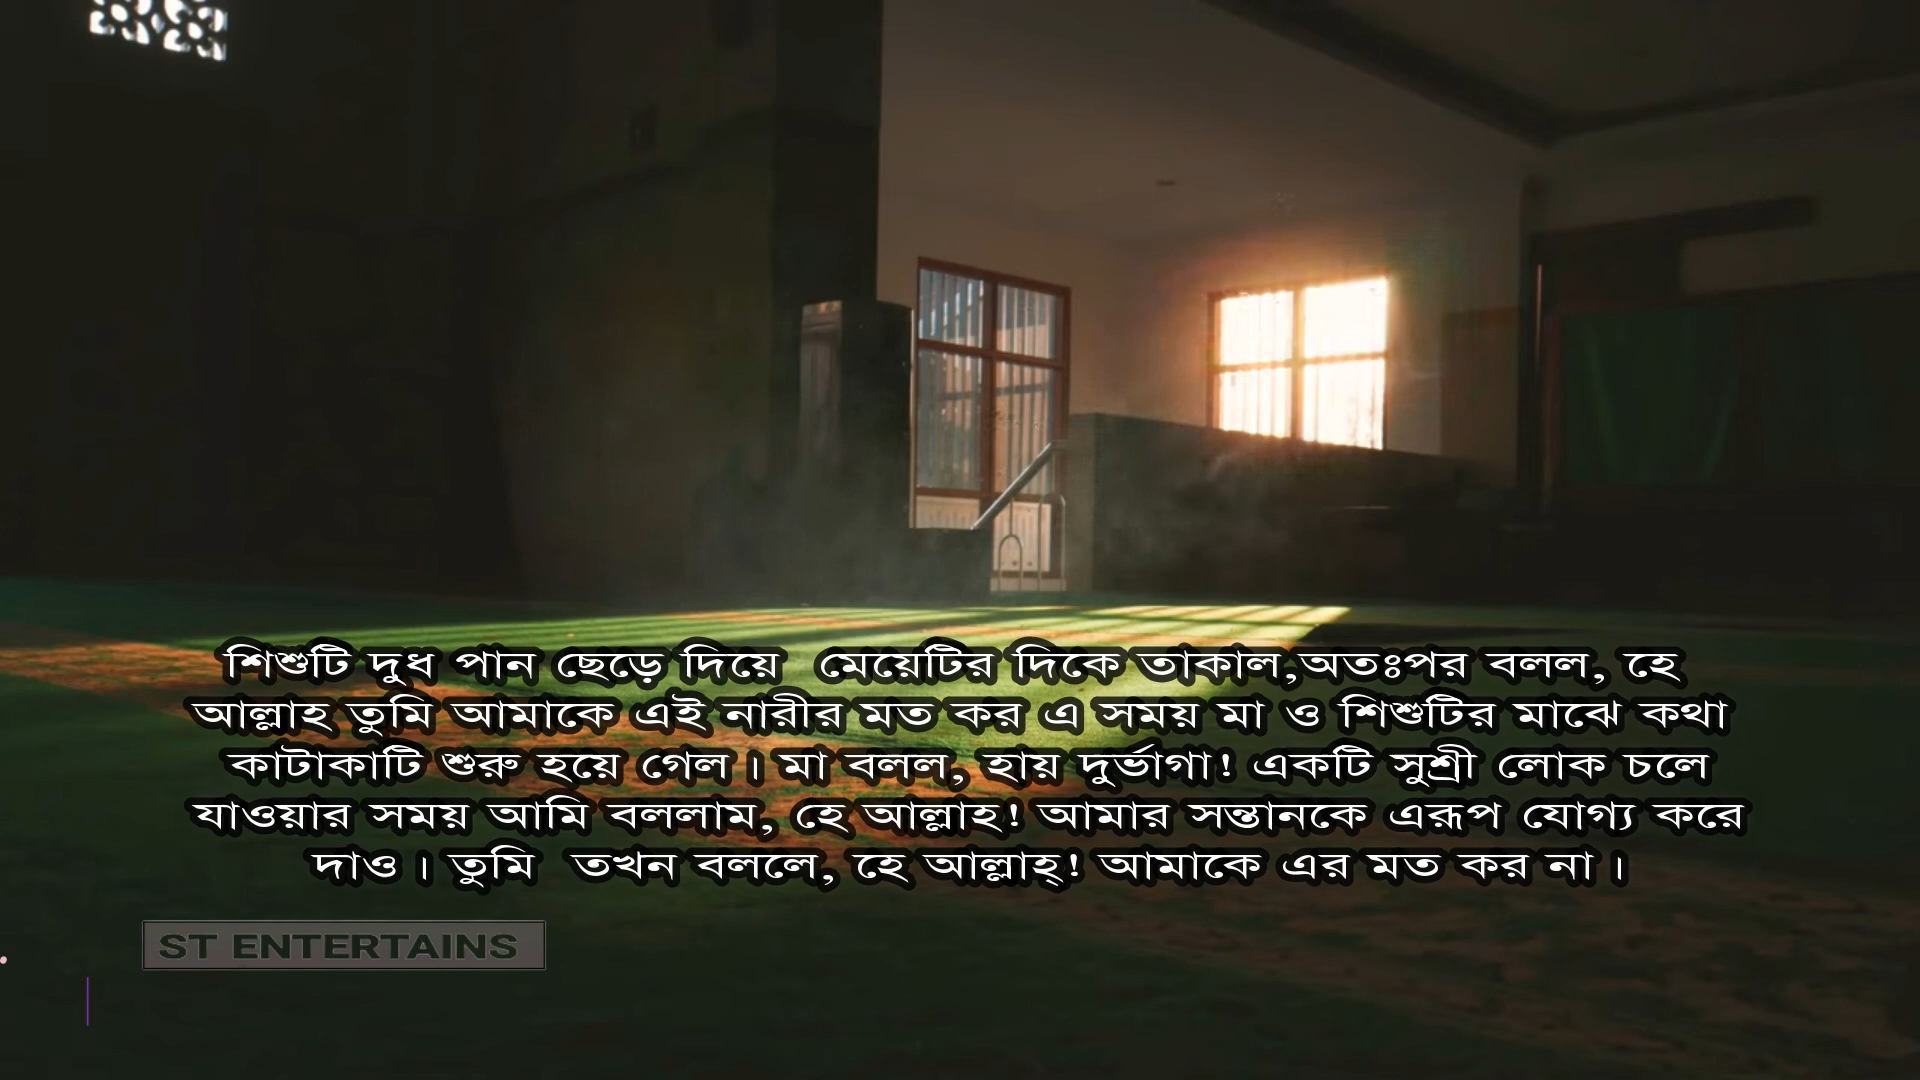 শিশুটি দুধ পান ছেড়ে দিয়ে  মেয়েটির দিকে তাকাল,অতঃপর বলল, হে
আল্লাহ তুমি আমাকে এই নারীর মত কর এ সময় মা ও শিশুটির মাঝে কথা
কাটাকাটি শুরু হয়ে গেল। মা বলল, হায় দুর্ভাগা! একটি সুশ্রী লোক চলে
যাওয়ার সময় আমি বললাম, হে আল্লাহ! আমার সন্তানকে এরূপ যোগ্য করে
দাও। তুমি  তখন বললে, হে আল্লাহ্! আমাকে এর মত কর না।
ST ENTERTAINS